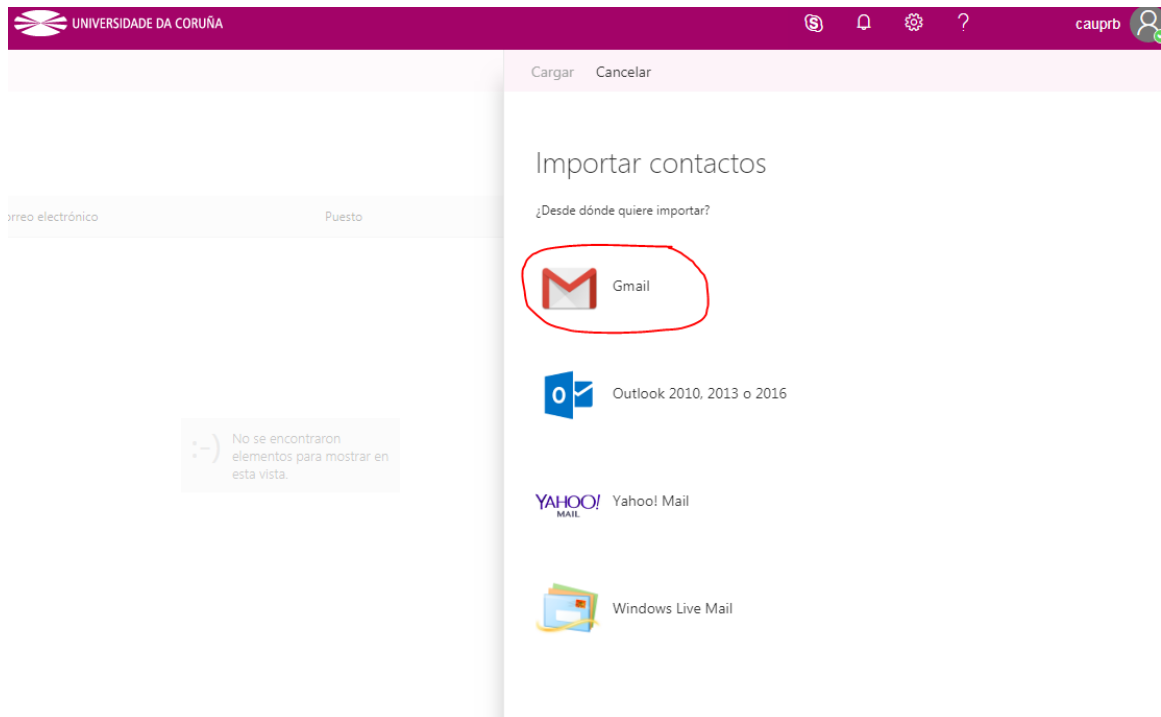 UNIVERSIDADE DA CORUÑA
cauprb
Cargar Cancelar
Importar contactos
¿Desde dónde quiere importar?
orreo electrónico Puesto
Gmail
Outlook 2010, 2013 o 2016
:-) No se encontraron
elementos para mostrar en
esta vista.
YAHOO!
MAIL
Yahoo! Mail
Windows Live Mail